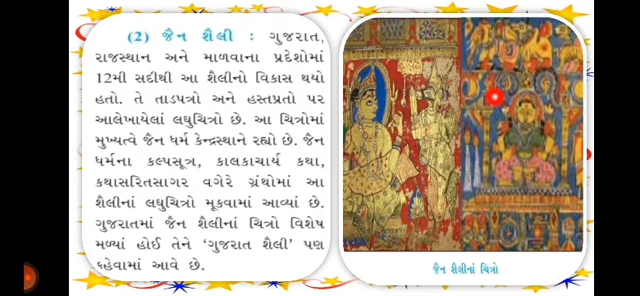 (2) જૈન શૈલી : ગુજરાત,
રાજસ્થાન અને માળવાના પ્રદેશોમાં
12મી સદીથી આ શૈલીનો વિકાસ થયો
હતો. તે તાડપત્રો અને હસ્તપ્રતો પર
આલેખાયેલાં લઘુચિત્રો છે. આ ચિત્રોમાં
મુખ્યત્વે જૈન ધર્મ કેન્દ્રસ્થાને રહ્યો છે. જૈન
ધર્મના કલ્પસૂત્ર, કાલકાચાર્ય કથા,
કથાસરિતસાગર વગેરે ગ્રંથોમાં આ
શૈલીનાં લઘુચિત્રો મૂકવામાં આવ્યાં છે.
ગુજરાતમાં જૈન શૈલીનાં ચિત્રો વિશેષ
મળ્યાં હોઈ તેને ‘ગુજરાત શૈલી’ પણ
કહેવામાં આવે છે.
જૈન શૈલીનાં ચિત્રો